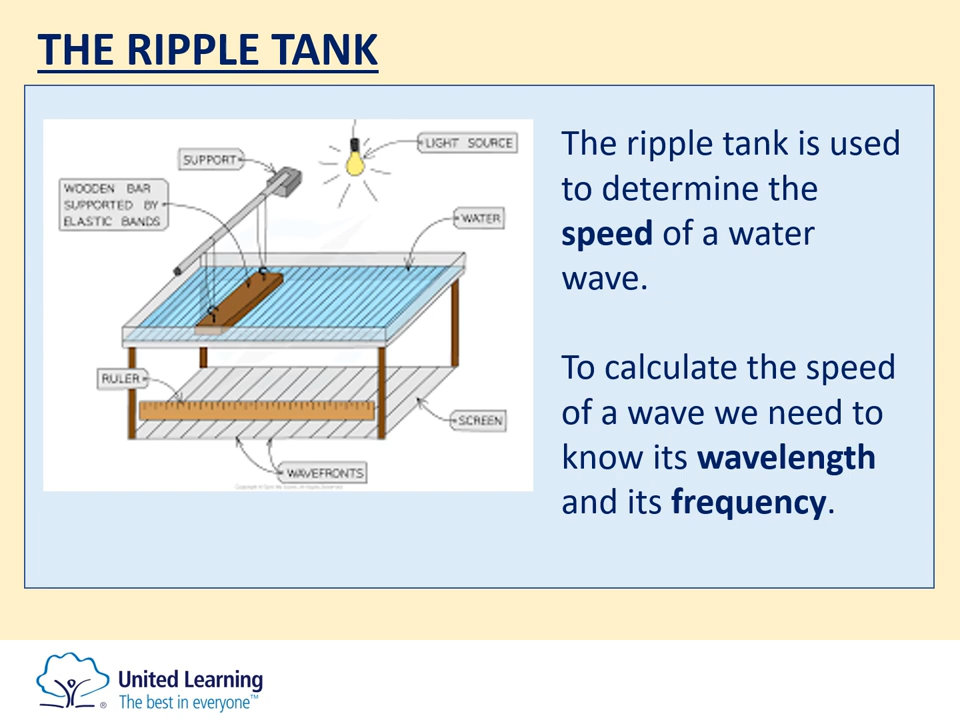 THE RIPPLE TANK
SUPPORT
LIGHT SOURCE
WOODEN BAR
SUPPORTED BY
ELASTIC BANDS
WATER
RULER
SCREEN
WAVEFRONTS
The ripple tank is used
to determine the
speed of a water
wave.
To calculate the speed
of a wave we need to
know its wavelength
and its frequency.
United Learning
The best in everyone™
®